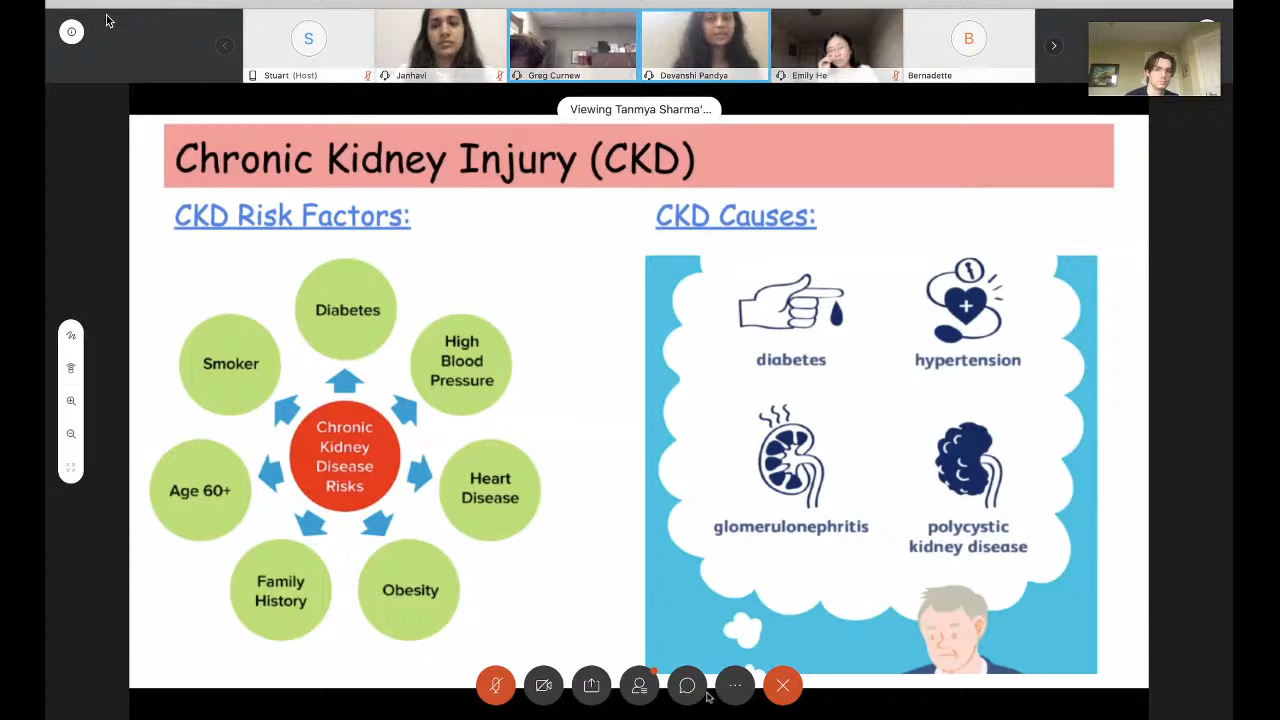 S
B
Stuart (Host)
Janhavi
Greg Curnew
Devanshi Pandya
Emily He
Bernadette
Viewing Tanmya Sharma'...
Chronic Kidney Injury (CKD)
CKD Risk Factors:
Diabetes
High
Blood
Pressure
Heart
Disease
Obesity
Family
History
Age 60+
Smoker
Chronic
Kidney
Disease
Risks
CKD Causes:
diabetes
hypertension
glomerulonephritis
polycystic
kidney disease